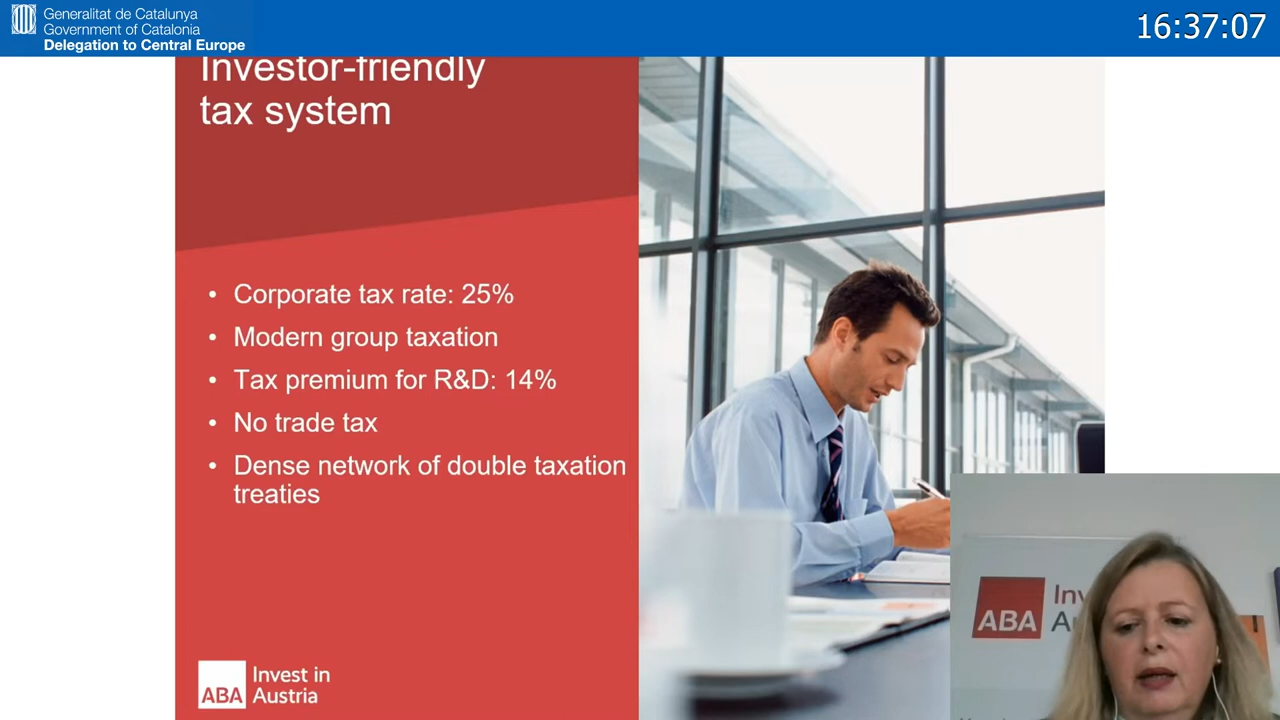 Generalitat de Catalunya
Government of Catalonia
Delegation to Central Europe
16:37:07
Investor-friendly
tax system
• Corporate tax rate: 25%
• Modern group taxation
• Tax premium for R&D: 14%
• No trade tax
• Dense network of double taxation
treaties
ABA
Invest in
Austria
ABA